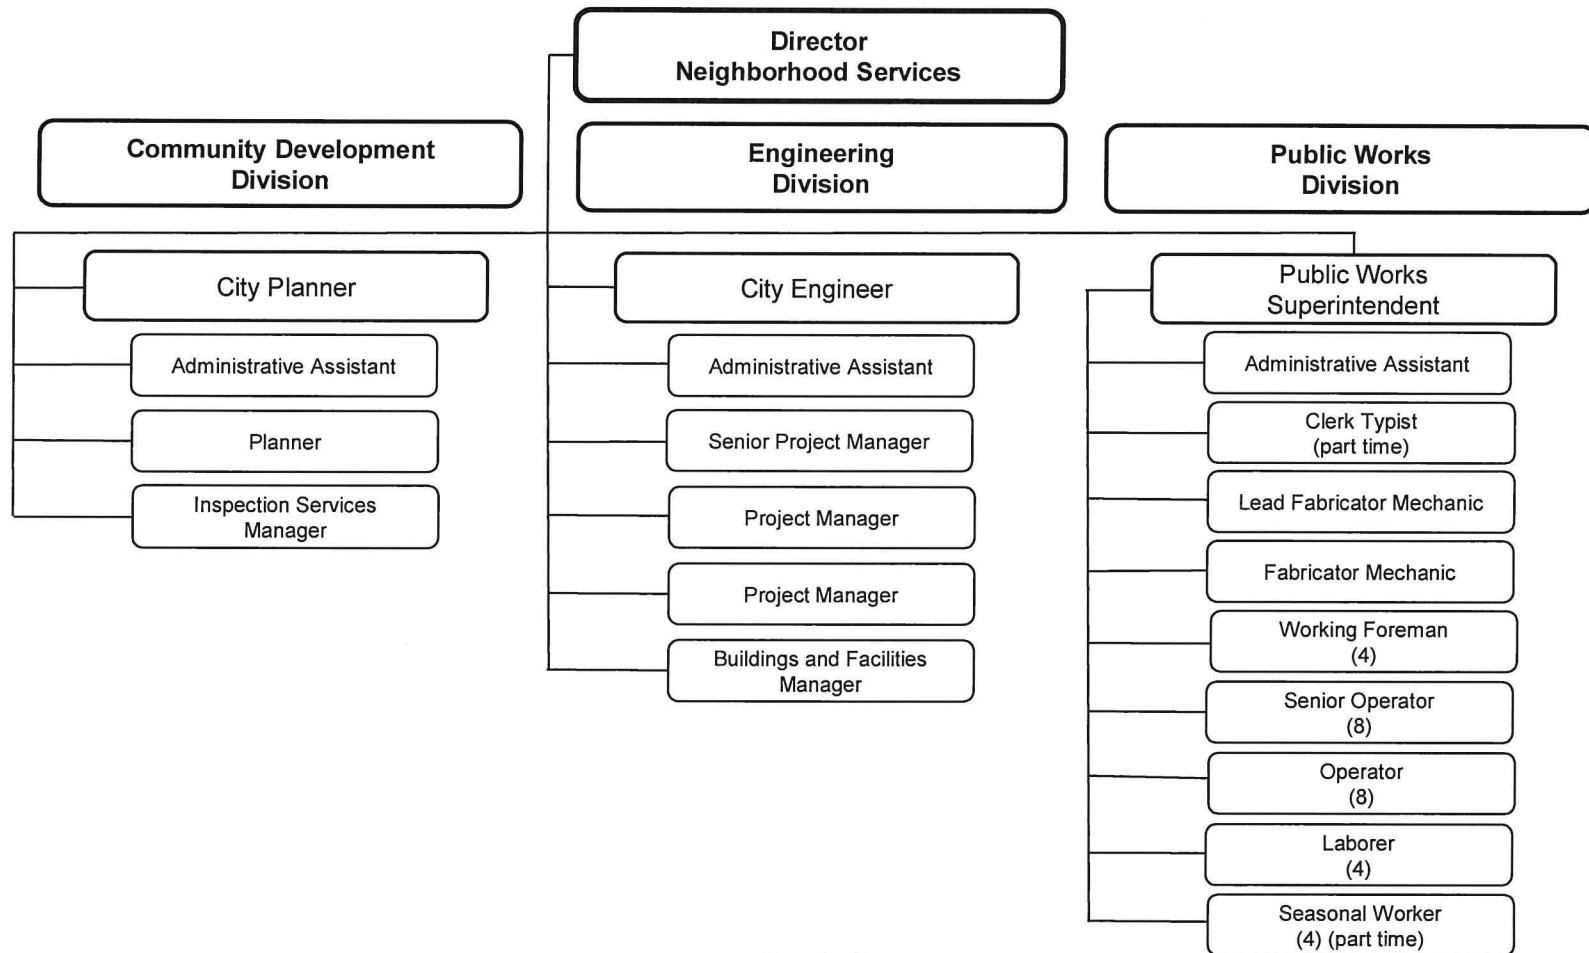 Director
Neighborhood Services
Community Development
Division
Engineering
Division
Public Works
Division
City Planner
Administrative Assistant
Planner
Inspection Services
Manager
City Engineer
Administrative Assistant
Senior Project Manager
Project Manager
Project Manager
Buildings and Facilities
Manager
Public Works
Superintendent
Administrative Assistant
Clerk Typist
(part time)
Lead Fabricator Mechanic
Fabricator Mechanic
Working Foreman
(4)
Senior Operator
(8)
Operator
(8)
Laborer
(4)
Seasonal Worker
(4) (part time)